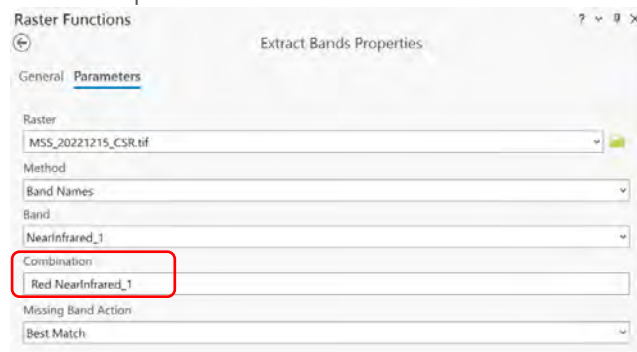 Raster Functions
Extract Bands Properties
General Parameters
Raster
MSS_20221215_CSR.tif
Method
Band Names
Band
NearInfrared_1
Combination
Red NearInfrared_1
Missing Band Action
Best Match